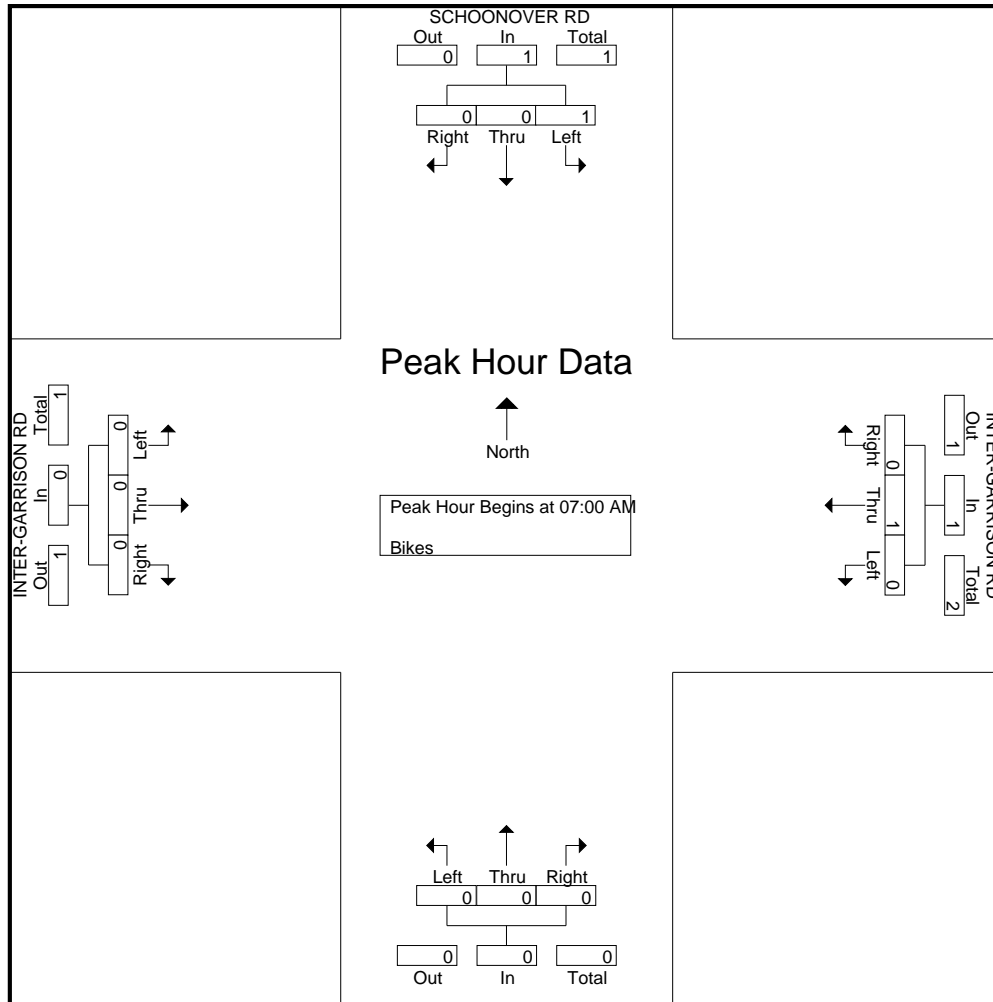 SCHOONOVER RD
Out In Total
0 1 1
0 0 1
Right Thru Left
Peak Hour Data
North
Peak Hour Begins at 07:00 AM
Bikes
INTER-GARRISON RD
Out In Total
1 0 1
Right Thru Left
0 0 0
INTER-GARRISON RD
Out In Total
1 1 2
Right Thru Left
0 1 0
Left Thru Right
0 0 0
0 0 0
Out In Total